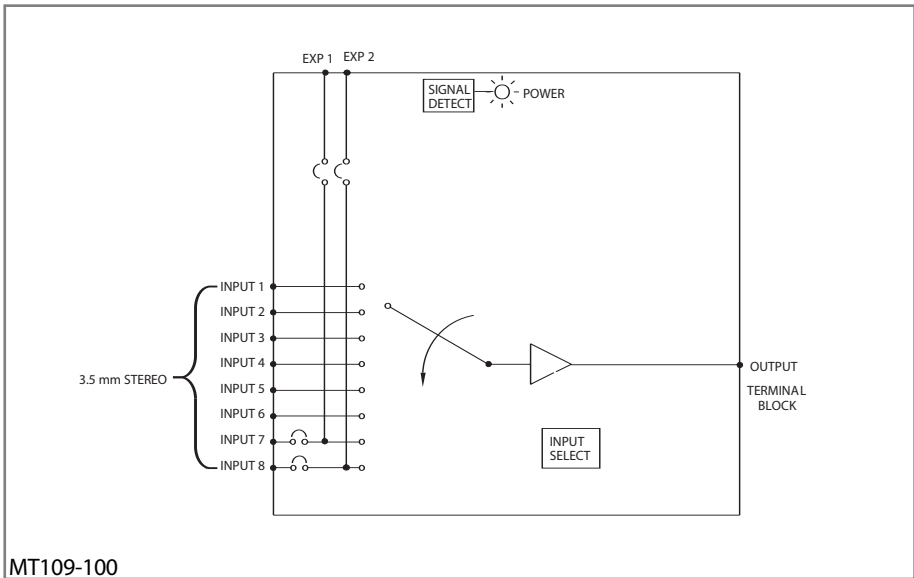 EXP 1 EXP 2
SIGNAL
DETECT
POWER
INPUT 1
INPUT 2
INPUT 3
INPUT 4
INPUT 5
INPUT 6
INPUT 7
INPUT 8
3.5 mm STEREO
OUTPUT
TERMINAL
BLOCK
INPUT
SELECT
MT109-100